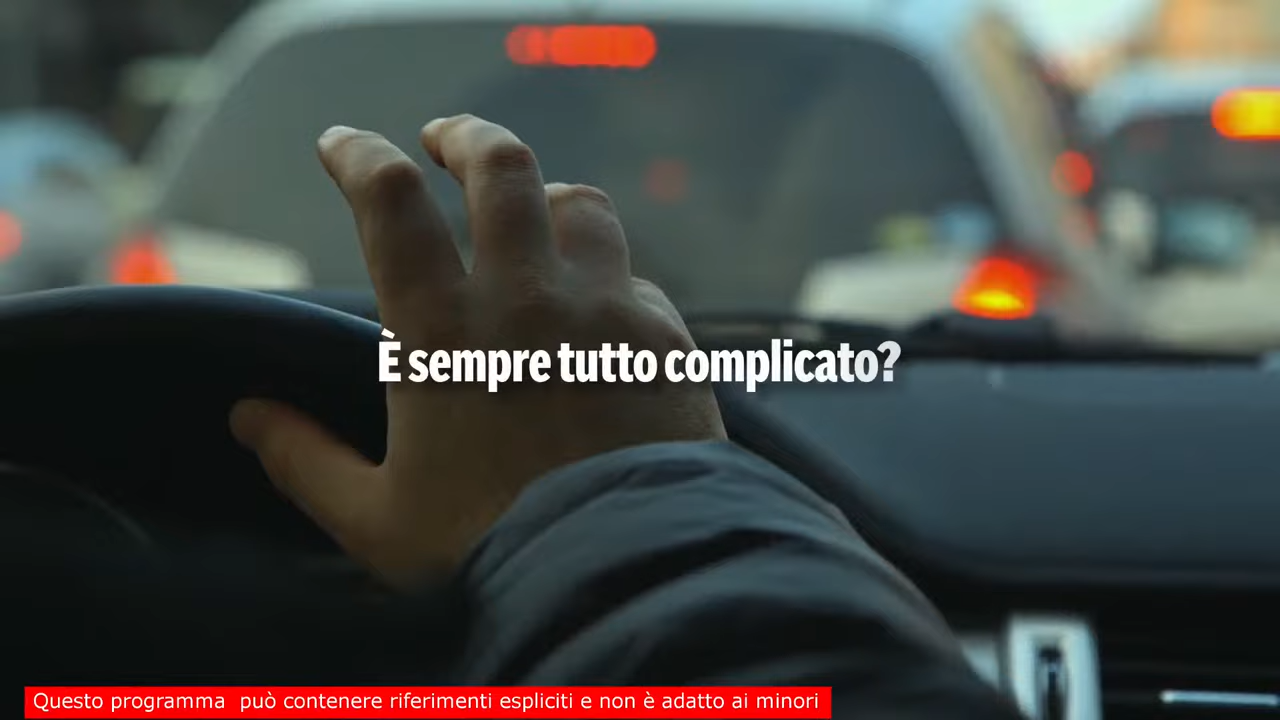 È sempre tutto complicato?
Questo programma  può contenere riferimenti espliciti e non è adatto ai minori